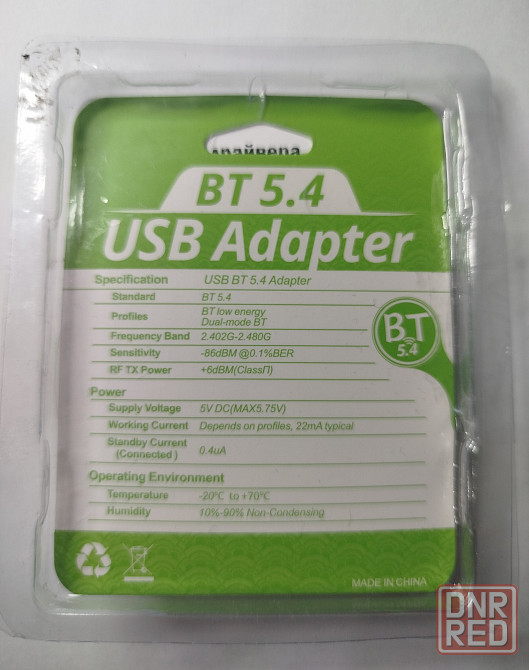 драйвера
BT 5.4
USB Adapter
Specification USB BT 5.4 Adapter
Standard BT 5.4
Profiles BT low energy
Dual-mode BT
Frequency Band 2.402G-2.480G
Sensitivity -86dBM @0.1%BER
RF TX Power +6dBM(ClassΠ)
BT
5.4
Power
Supply Voltage 5V DC(MAX5.75V)
Working Current Depends on profiles, 22mA typical
Standby Current
(Connected ) 0.4uA
Operating Environment
Temperature -20℃ to +70℃
Humidity 10%-90% Non-Condensing
MADE IN CHINA
DNR
RED